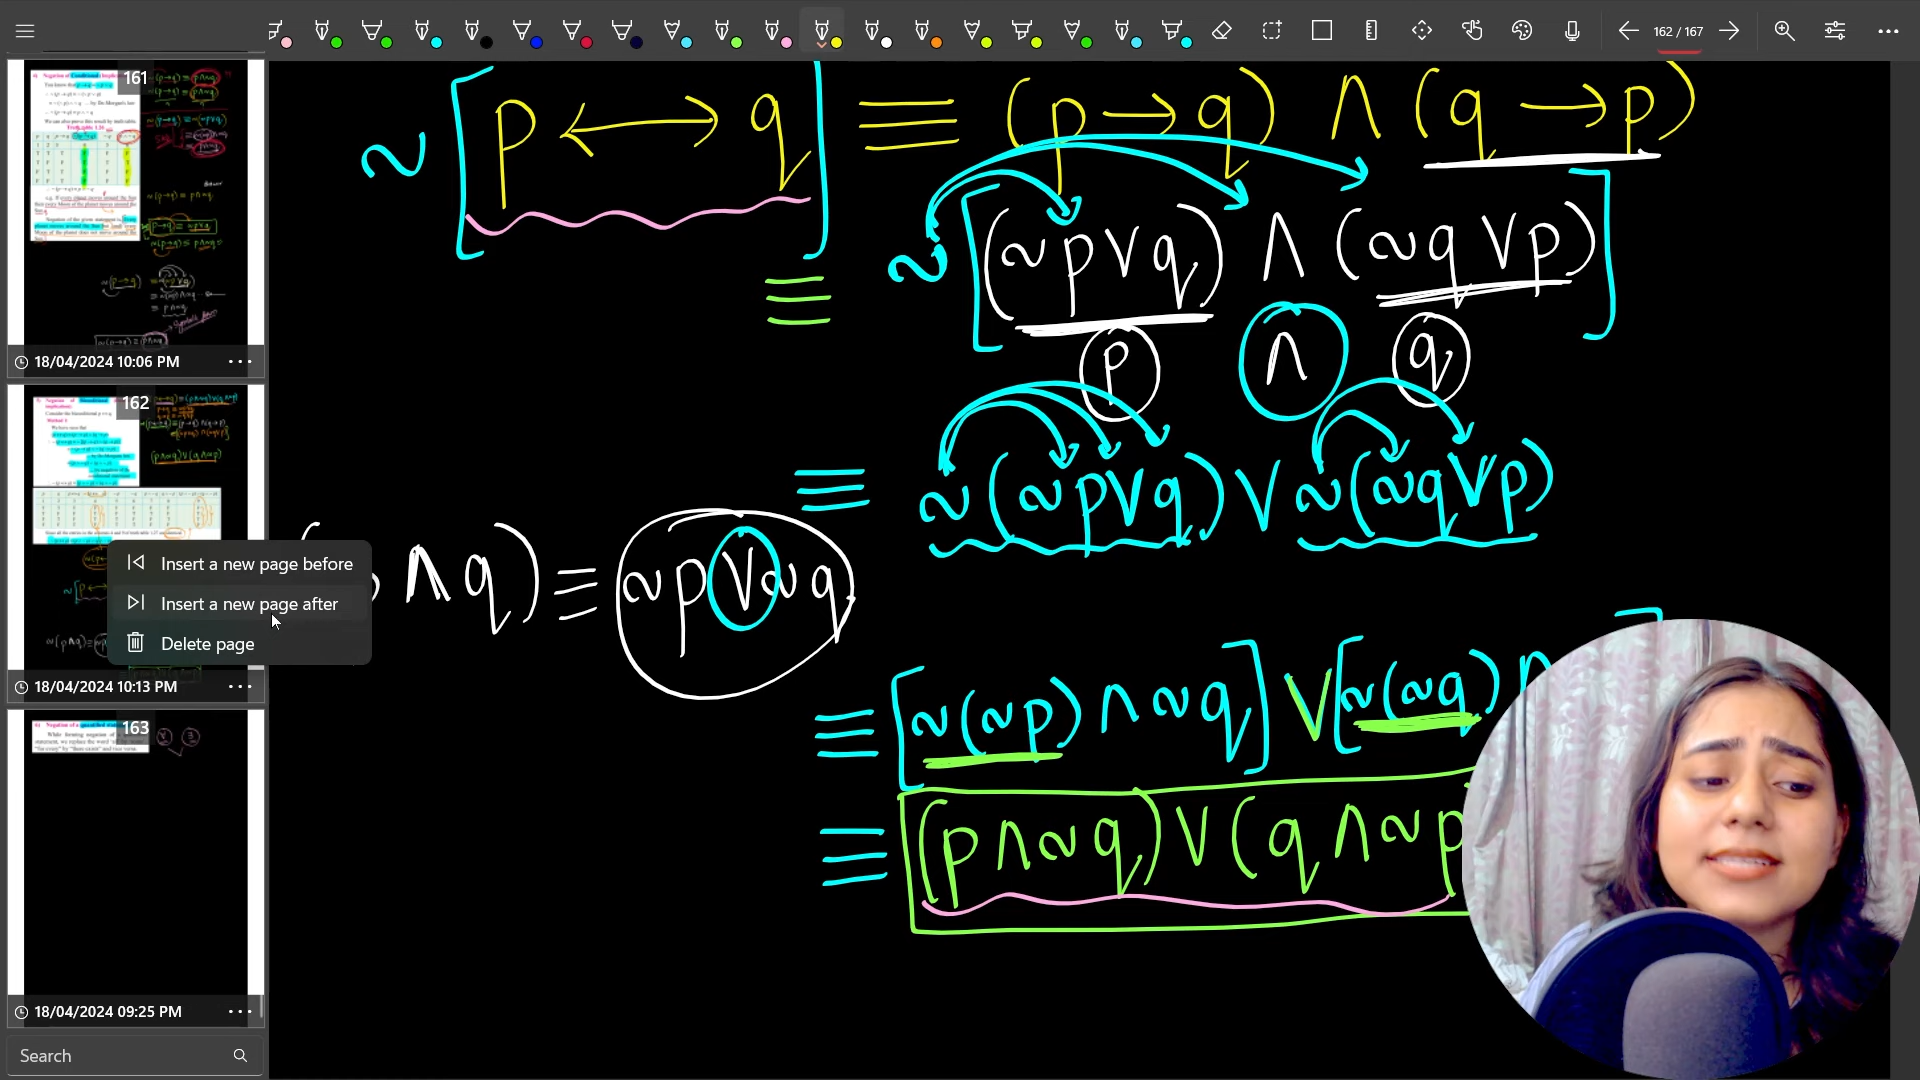 162 / 167
161
18/04/2024 10:06 PM
162
Insert a new page before
Insert a new page after
Delete page
18/04/2024 10:13 PM
163
18/04/2024 09:25 PM
Search
~[p ⟷ q] ≡ (p → q) ∧ (q → p)
≡ ~[(~p∨q) ∧ (~q∨p)]
p ∧ q
≡ ~(~p∨q) ∨ ~(~q∨p)
∧q) ≡ ~p∨~q
≡ [~(~p)∧~q] ∨ [~(~q)
≡ (p∧~q)∨(q∧~p